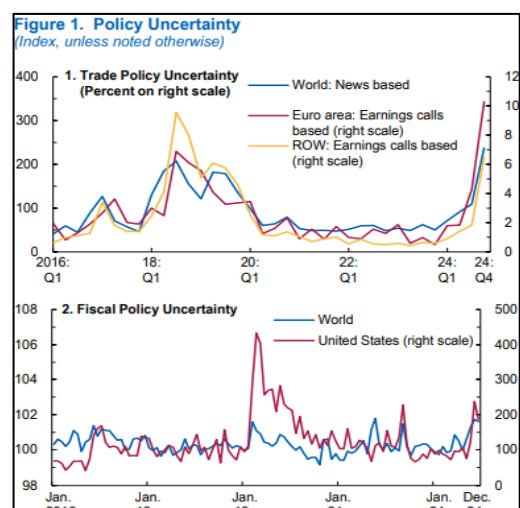 Figure 1. Policy Uncertainty
(Index, unless noted otherwise)
400
300
200
100
0
1. Trade Policy Uncertainty
(Percent on right scale)
World: News based
Euro area: Earnings calls
based (right scale)
ROW: Earnings calls based
(right scale)
12
10
8
6
4
2
0
2016:
Q1
18:
Q1
20:
Q1
22:
Q1
24:
Q1
24:
Q4
108
106
104
102
100
98
2. Fiscal Policy Uncertainty
World
United States (right scale)
500
400
300
200
100
0
Jan.
Jan.
Jan.
Jan.
Jan.
Dec.